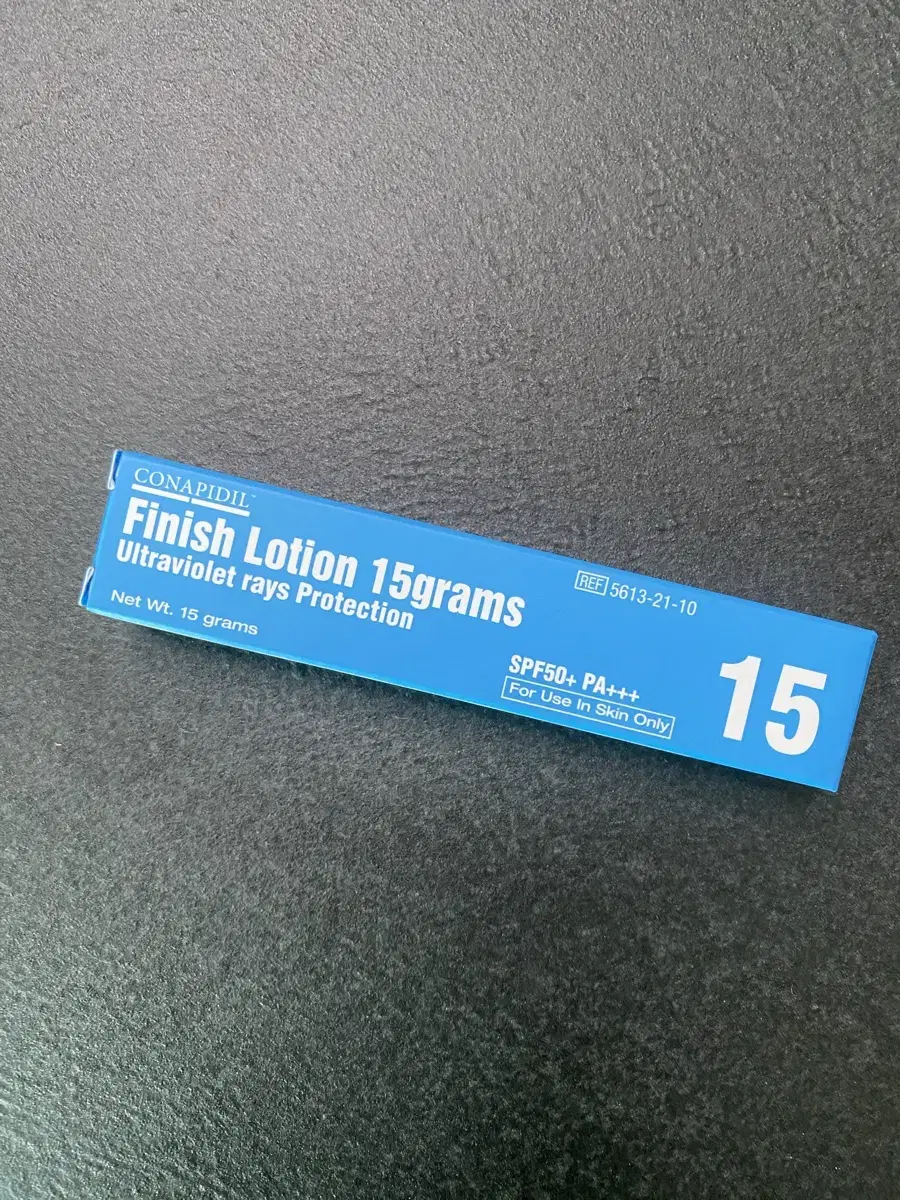 CONAPIDIL™
Finish Lotion 15grams
Ultraviolet rays Protection
Net Wt. 15 grams
REF 5613-21-10
SPF50+ PA+++
For Use In Skin Only
15